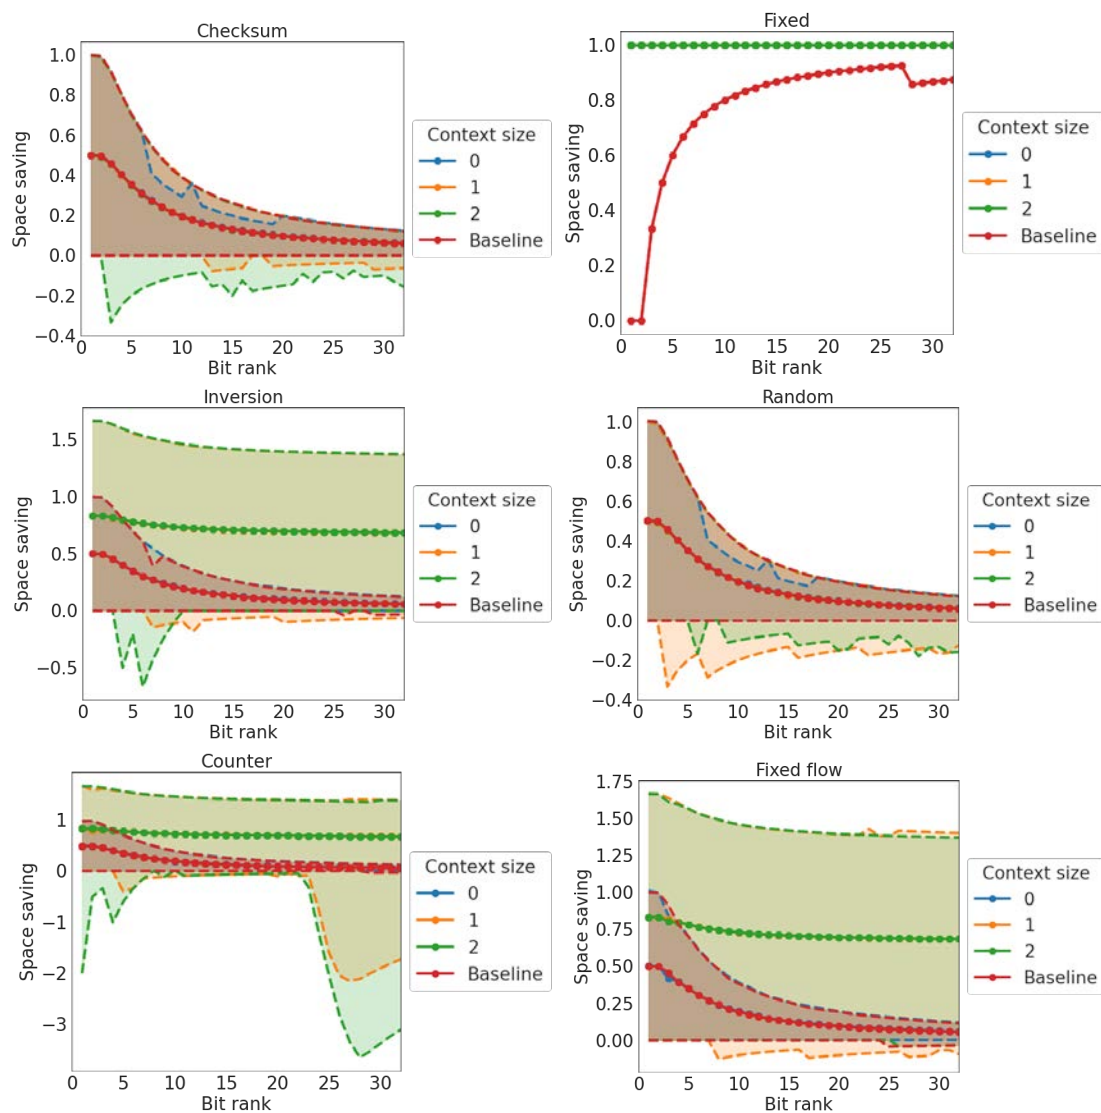 Checksum
Space saving
1.0
0.8
0.6
0.4
0.2
0.0
−0.2
−0.4
0 5 10 15 20 25 30
Bit rank
Context size
0
1
2
Baseline
Fixed
Space saving
1.0
0.8
0.6
0.4
0.2
0.0
0 5 10 15 20 25 30
Bit rank
Context size
0
1
2
Baseline
Inversion
Space saving
1.5
1.0
0.5
0.0
−0.5
0 5 10 15 20 25 30
Bit rank
Context size
0
1
2
Baseline
Random
Space saving
1.0
0.8
0.6
0.4
0.2
0.0
−0.2
−0.4
0 5 10 15 20 25 30
Bit rank
Context size
0
1
2
Baseline
Counter
Space saving
1
0
−1
−2
−3
0 5 10 15 20 25 30
Bit rank
Context size
0
1
2
Baseline
Fixed flow
Space saving
1.75
1.50
1.25
1.00
0.75
0.50
0.25
0.00
0 5 10 15 20 25 30
Bit rank
Context size
0
1
2
Baseline